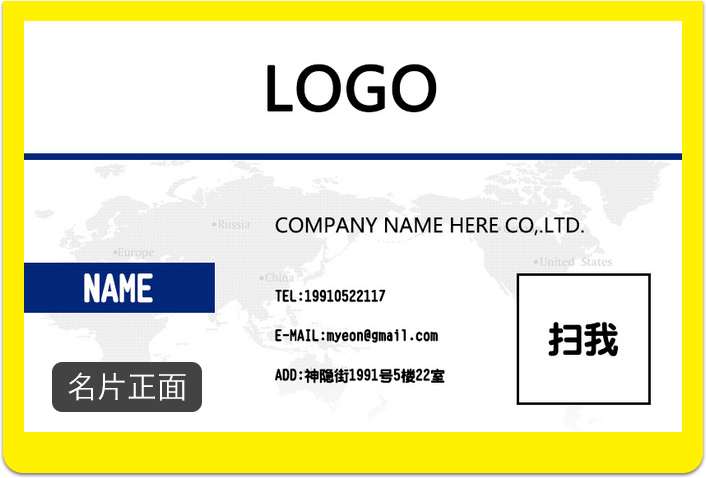 LOGO
COMPANY NAME HERE CO,.LTD.
Russia
Europe
United States
China
NAME
TEL:19910522117
E-MAIL:myeon@gmail.com
ADD:神隐街1991号5楼22室
扫我
名片正面